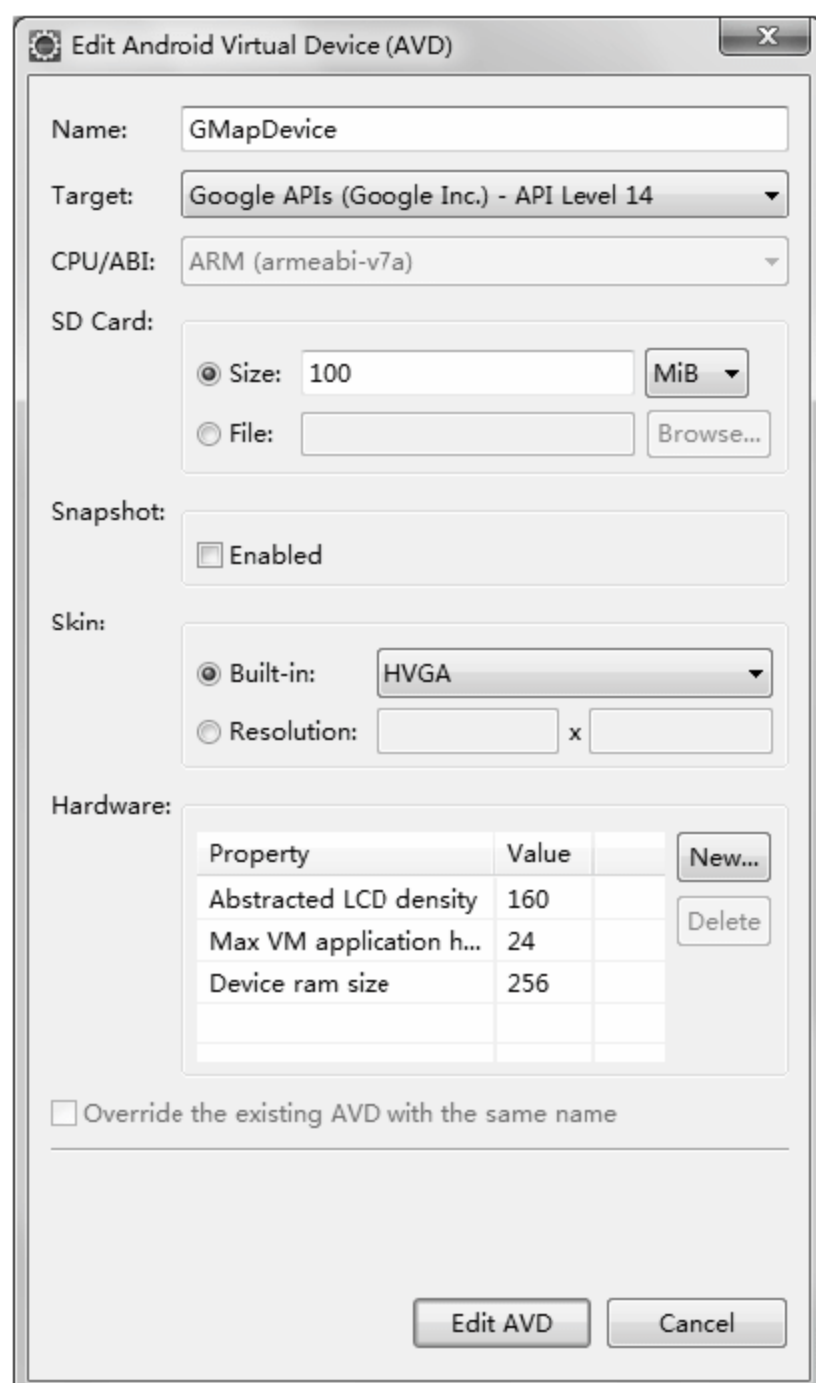 Edit Android Virtual Device (AVD)
x
Name: GMapDevice
Target: Google APIs (Google Inc.) - API Level 14
CPU/ABI: ARM (armeabi-v7a)
SD Card:
Size: 100 MiB
File: Browse...
Snapshot:
Enabled
Skin:
Built-in: HVGA
Resolution: x
Hardware:
Property Value New...
Abstracted LCD density 160
Delete
Max VM application h... 24
Device ram size 256
Override the existing AVD with the same name
Edit AVD Cancel